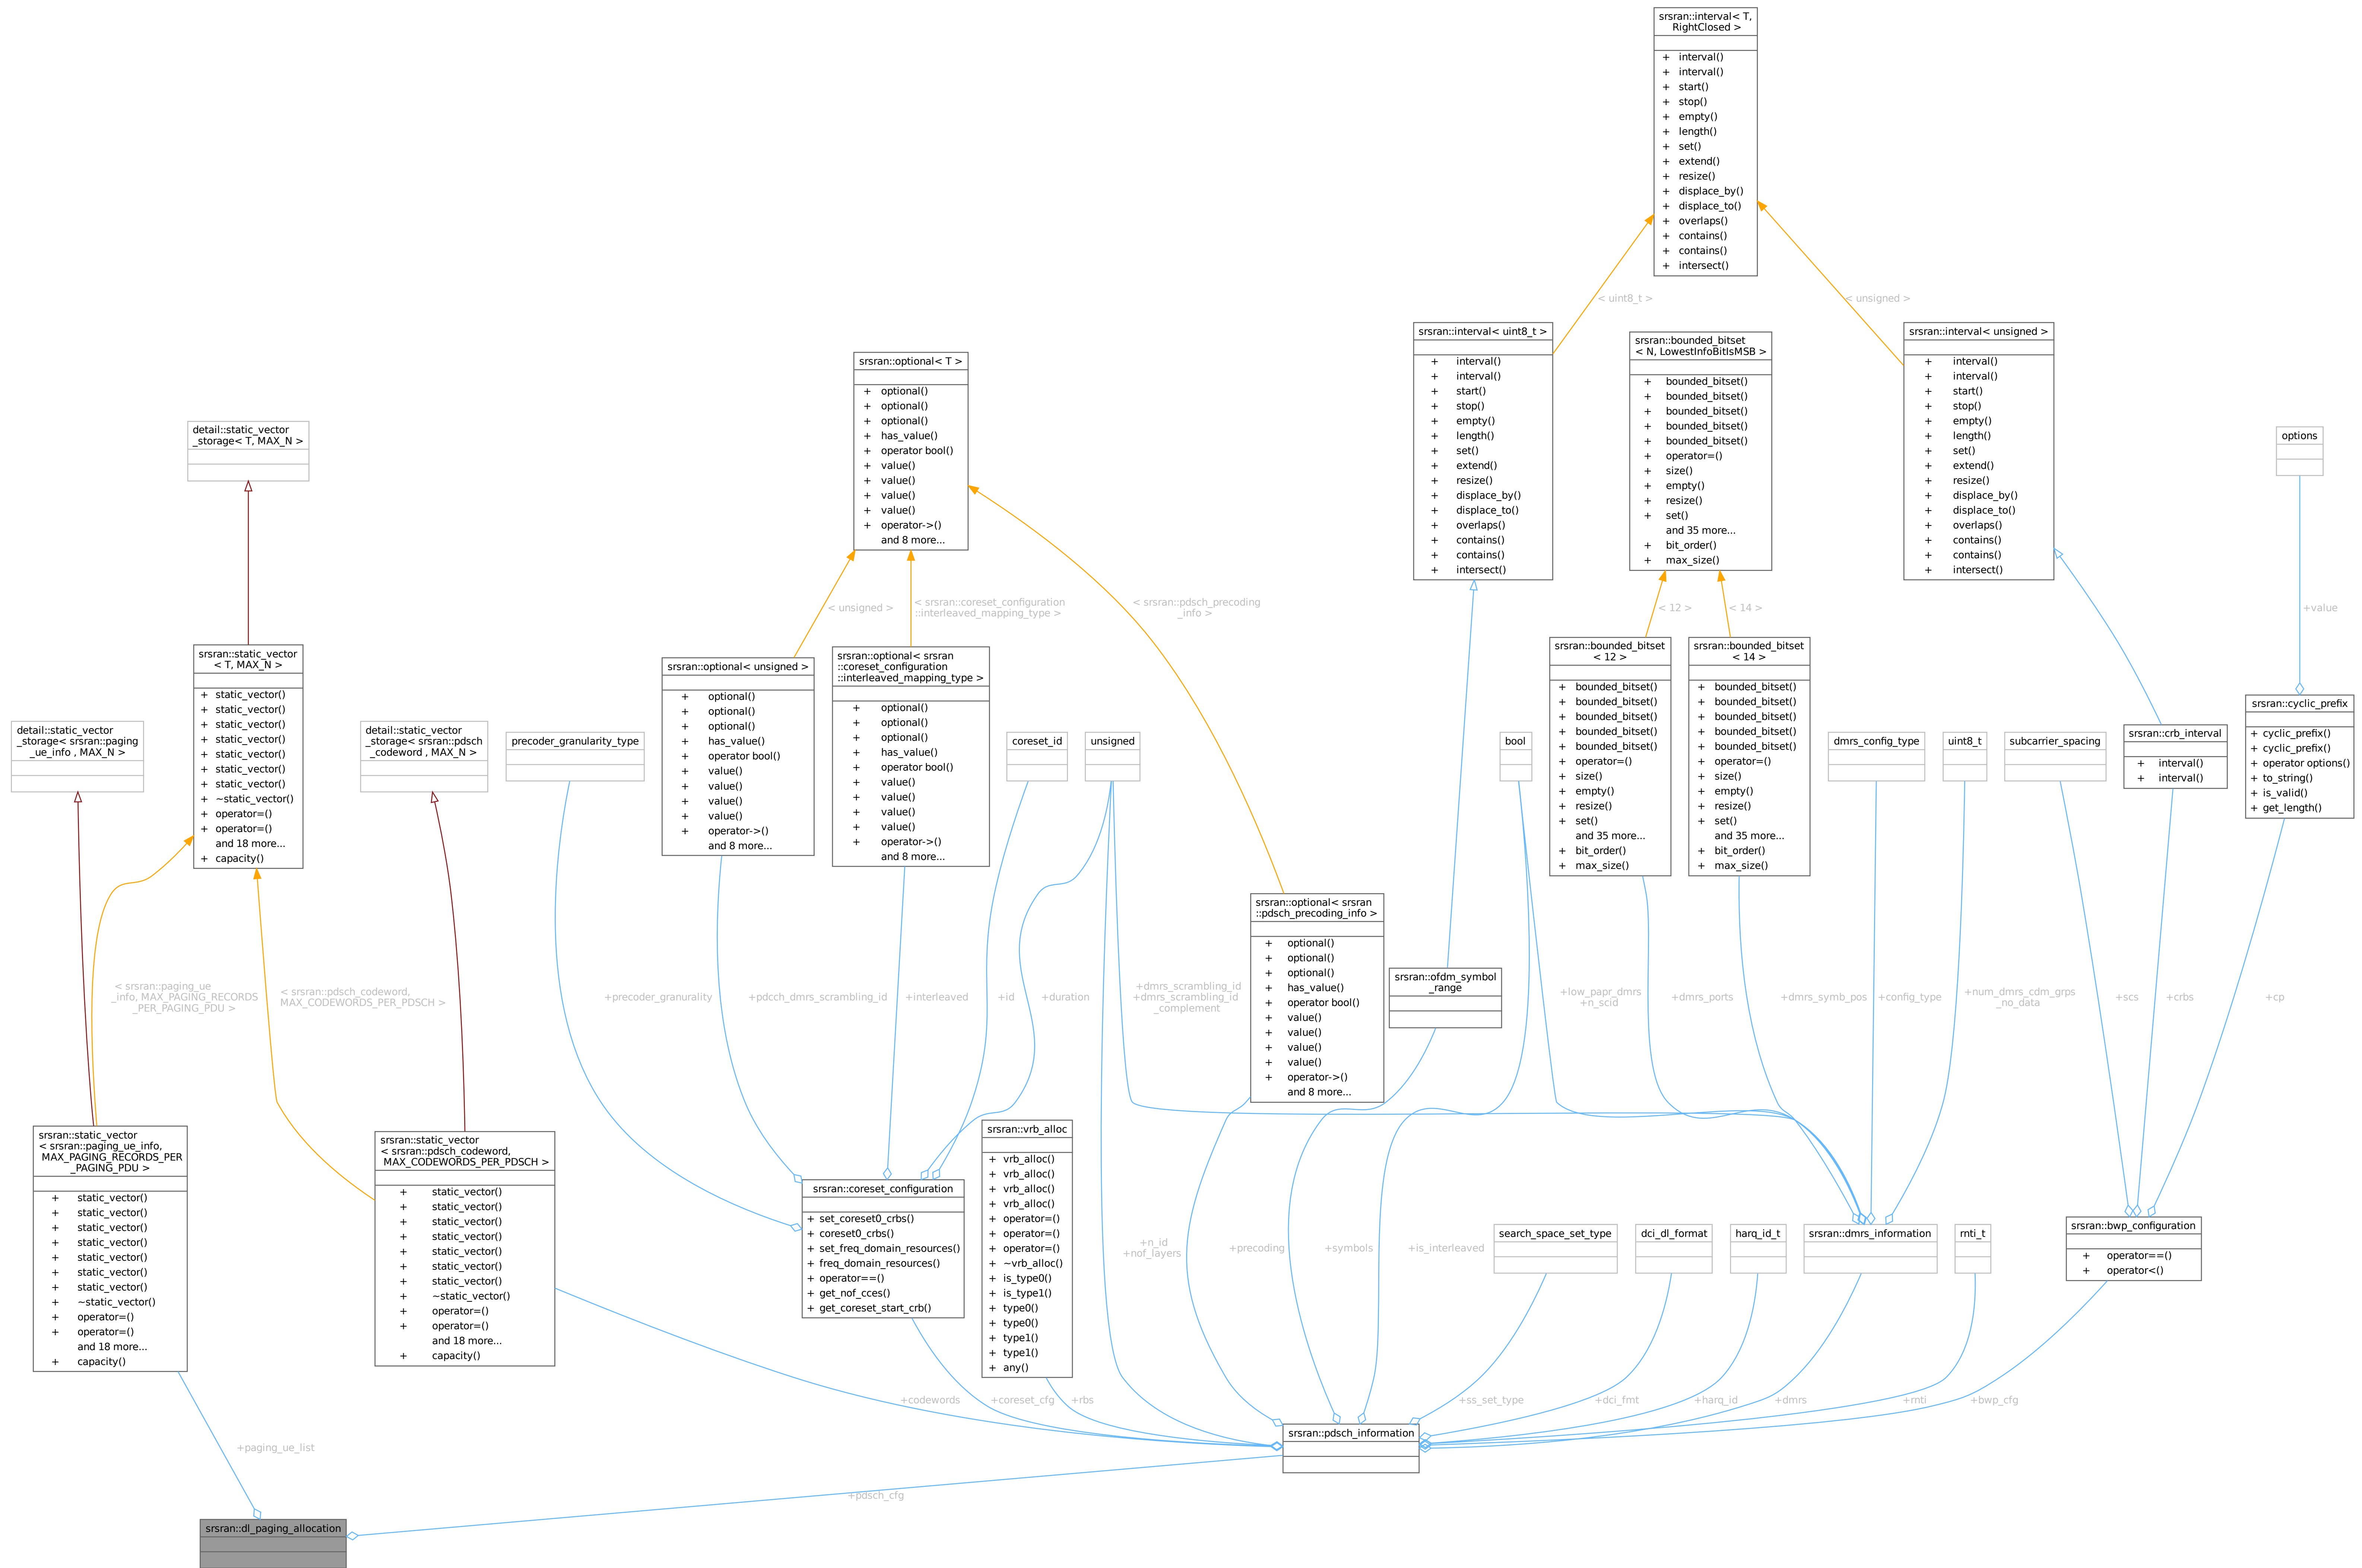 srsran::interval< T,
RightClosed >
+ interval()
+ interval()
+ start()
+ stop()
+ empty()
+ length()
+ set()
+ extend()
+ resize()
+ displace_by()
+ displace_to()
+ overlaps()
+ contains()
+ contains()
+ intersect()
< uint8_t >
< unsigned >
srsran::interval< uint8_t >
+ interval()
+ interval()
+ start()
+ stop()
+ empty()
+ length()
+ set()
+ extend()
+ resize()
+ displace_by()
+ displace_to()
+ overlaps()
+ contains()
+ contains()
+ intersect()
srsran::bounded_bitset
< N, LowestInfoBitIsMSB >
+ bounded_bitset()
+ bounded_bitset()
+ bounded_bitset()
+ bounded_bitset()
+ bounded_bitset()
+ operator=()
+ size()
+ empty()
+ resize()
+ set()
and 35 more...
+ bit_order()
+ max_size()
srsran::interval< unsigned >
+ interval()
+ interval()
+ start()
+ stop()
+ empty()
+ length()
+ set()
+ extend()
+ resize()
+ displace_by()
+ displace_to()
+ overlaps()
+ contains()
+ contains()
+ intersect()
srsran::optional< T >
+ optional()
+ optional()
+ optional()
+ has_value()
+ operator bool()
+ value()
+ value()
+ value()
+ value()
+ operator->()
and 8 more...
detail::static_vector
_storage< T, MAX_N >
options
< unsigned >
< srsran::coreset_configuration
::interleaved_mapping_type >
< srsran::pdsch_precoding
_info >
< 12 >
< 14 >
+value
srsran::static_vector
< T, MAX_N >
+ static_vector()
+ static_vector()
+ static_vector()
+ static_vector()
+ static_vector()
+ static_vector()
+ static_vector()
+ ~static_vector()
+ operator=()
+ operator=()
and 18 more...
+ capacity()
detail::static_vector
_storage< srsran::paging
_ue_info , MAX_N >
detail::static_vector
_storage< srsran::pdsch
_codeword , MAX_N >
precoder_granularity_type
srsran::optional< unsigned >
+ optional()
+ optional()
+ optional()
+ has_value()
+ operator bool()
+ value()
+ value()
+ value()
+ value()
+ operator->()
and 8 more...
srsran::optional< srsran
::coreset_configuration
::interleaved_mapping_type >
+ optional()
+ optional()
+ optional()
+ has_value()
+ operator bool()
+ value()
+ value()
+ value()
+ value()
+ operator->()
and 8 more...
coreset_id
unsigned
bool
srsran::bounded_bitset
< 12 >
+ bounded_bitset()
+ bounded_bitset()
+ bounded_bitset()
+ bounded_bitset()
+ bounded_bitset()
+ operator=()
+ size()
+ empty()
+ resize()
+ set()
and 35 more...
+ bit_order()
+ max_size()
srsran::bounded_bitset
< 14 >
+ bounded_bitset()
+ bounded_bitset()
+ bounded_bitset()
+ bounded_bitset()
+ bounded_bitset()
+ operator=()
+ size()
+ empty()
+ resize()
+ set()
and 35 more...
+ bit_order()
+ max_size()
dmrs_config_type
uint8_t
subcarrier_spacing
srsran::crb_interval
+ interval()
+ interval()
srsran::cyclic_prefix
+ cyclic_prefix()
+ cyclic_prefix()
+ operator options()
+ to_string()
+ is_valid()
+ get_length()
srsran::optional< srsran
::pdsch_precoding_info >
+ optional()
+ optional()
+ optional()
+ has_value()
+ operator bool()
+ value()
+ value()
+ value()
+ value()
+ operator->()
and 8 more...
srsran::ofdm_symbol
_range
< srsran::paging_ue
_info, MAX_PAGING_RECORDS
_PER_PAGING_PDU >
< srsran::pdsch_codeword,
MAX_CODEWORDS_PER_PDSCH >
+precoder_granurality
+pdcch_dmrs_scrambling_id
+interleaved
+id
+duration
+dmrs_scrambling_id
+dmrs_scrambling_id
_complement
+low_papr_dmrs
+n_scid
+dmrs_ports
+dmrs_symb_pos
+config_type
+num_dmrs_cdm_grps
_no_data
+scs
+crbs
+cp
srsran::static_vector
< srsran::paging_ue_info,
MAX_PAGING_RECORDS_PER
_PAGING_PDU >
+ static_vector()
+ static_vector()
+ static_vector()
+ static_vector()
+ static_vector()
+ static_vector()
+ static_vector()
+ ~static_vector()
+ operator=()
+ operator=()
and 18 more...
+ capacity()
srsran::static_vector
< srsran::pdsch_codeword,
MAX_CODEWORDS_PER_PDSCH >
+ static_vector()
+ static_vector()
+ static_vector()
+ static_vector()
+ static_vector()
+ static_vector()
+ static_vector()
+ ~static_vector()
+ operator=()
+ operator=()
and 18 more...
+ capacity()
srsran::coreset_configuration
+ set_coreset0_crbs()
+ coreset0_crbs()
+ set_freq_domain_resources()
+ freq_domain_resources()
+ operator==()
+ get_nof_cces()
+ get_coreset_start_crb()
srsran::vrb_alloc
+ vrb_alloc()
+ vrb_alloc()
+ vrb_alloc()
+ vrb_alloc()
+ operator=()
+ operator=()
+ operator=()
+ ~vrb_alloc()
+ is_type0()
+ is_type1()
+ type0()
+ type0()
+ type1()
+ type1()
+ any()
+n_id
+nof_layers
+precoding
+symbols
+is_interleaved
search_space_set_type
dci_dl_format
harq_id_t
srsran::dmrs_information
rnti_t
srsran::bwp_configuration
+ operator==()
+ operator<()
+codewords
+coreset_cfg
+rbs
+ss_set_type
+dci_fmt
+harq_id
+dmrs
+rnti
+bwp_cfg
srsran::pdsch_information
+paging_ue_list
+pdsch_cfg
srsran::dl_paging_allocation